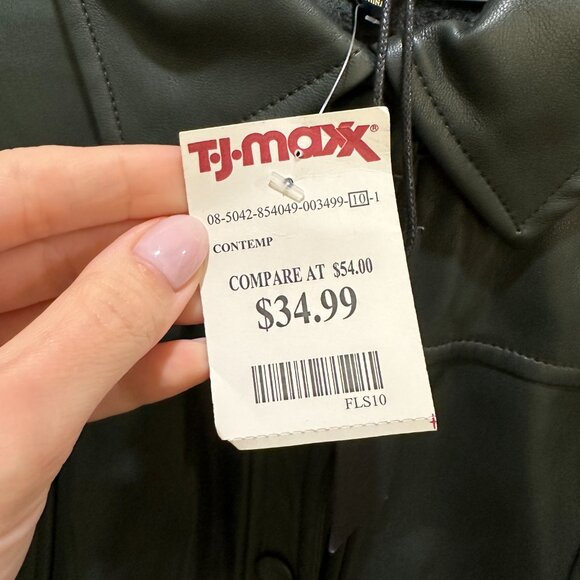 T·J·maxx®
08-5042-854049-003499-10-1
CONTEMP
COMPARE AT $54.00
$34.99
FLS10